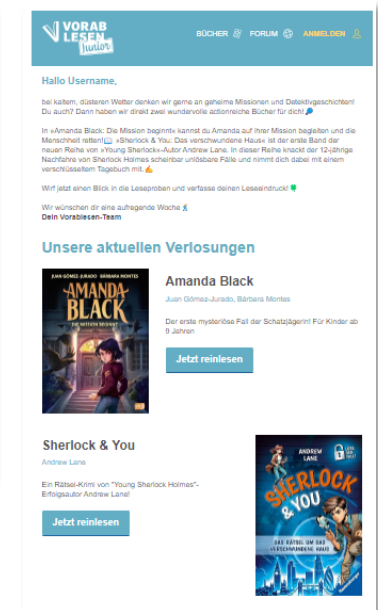 VORAB
LESEN
Junior
BÜCHER FORUM ANMELDEN
Hallo Username,
bei kaltem, düsteren Wetter denken wir gerne an geheime Missionen und Detektivgeschichten!
Du auch? Dann haben wir direkt zwei wundervolle actionreiche Bücher für dich!🔎
In »Amanda Black: Die Mission beginnt« kannst du Amanda auf ihrer Mission begleiten und die
Menschheit retten!📖 »Sherlock & You: Das verschwundene Haus« ist der erste Band der
neuen Reihe von »Young Sherlock«-Autor Andrew Lane. In dieser Reihe knackt der 12-jährige
Nachfahre von Sherlock Holmes scheinbar unlösbare Fälle und nimmt dich dabei mit einem
verschlüsseltem Tagebuch mit.✍
Wirf jetzt einen Blick in die Leseproben und verfasse deinen Leseeindruck!🍀
Wir wünschen dir eine aufregende Woche
Dein Vorablesen-Team
Unsere aktuellen Verlosungen
JUAN GÓMEZ-JURADO BÁRBARA MONTES
AMANDA
BLACK
DIE MISSION BEGINNT
Amanda Black
Juan Gómez-Jurado, Bárbara Montes
Der erste mysteriöse Fall der Schatzjägerin! Für Kinder ab
9 Jahren
Jetzt reinlesen
Sherlock & You
Andrew Lane
Ein Rätsel-Krimi von "Young Sherlock Holmes"-
Erfolgsautor Andrew Lane!
Jetzt reinlesen
ANDREW
LANE
SHERLOCK
& YOU
DAS RÄTSEL UM DAS
VERSCHWUNDENE HAUS
Ravensburger